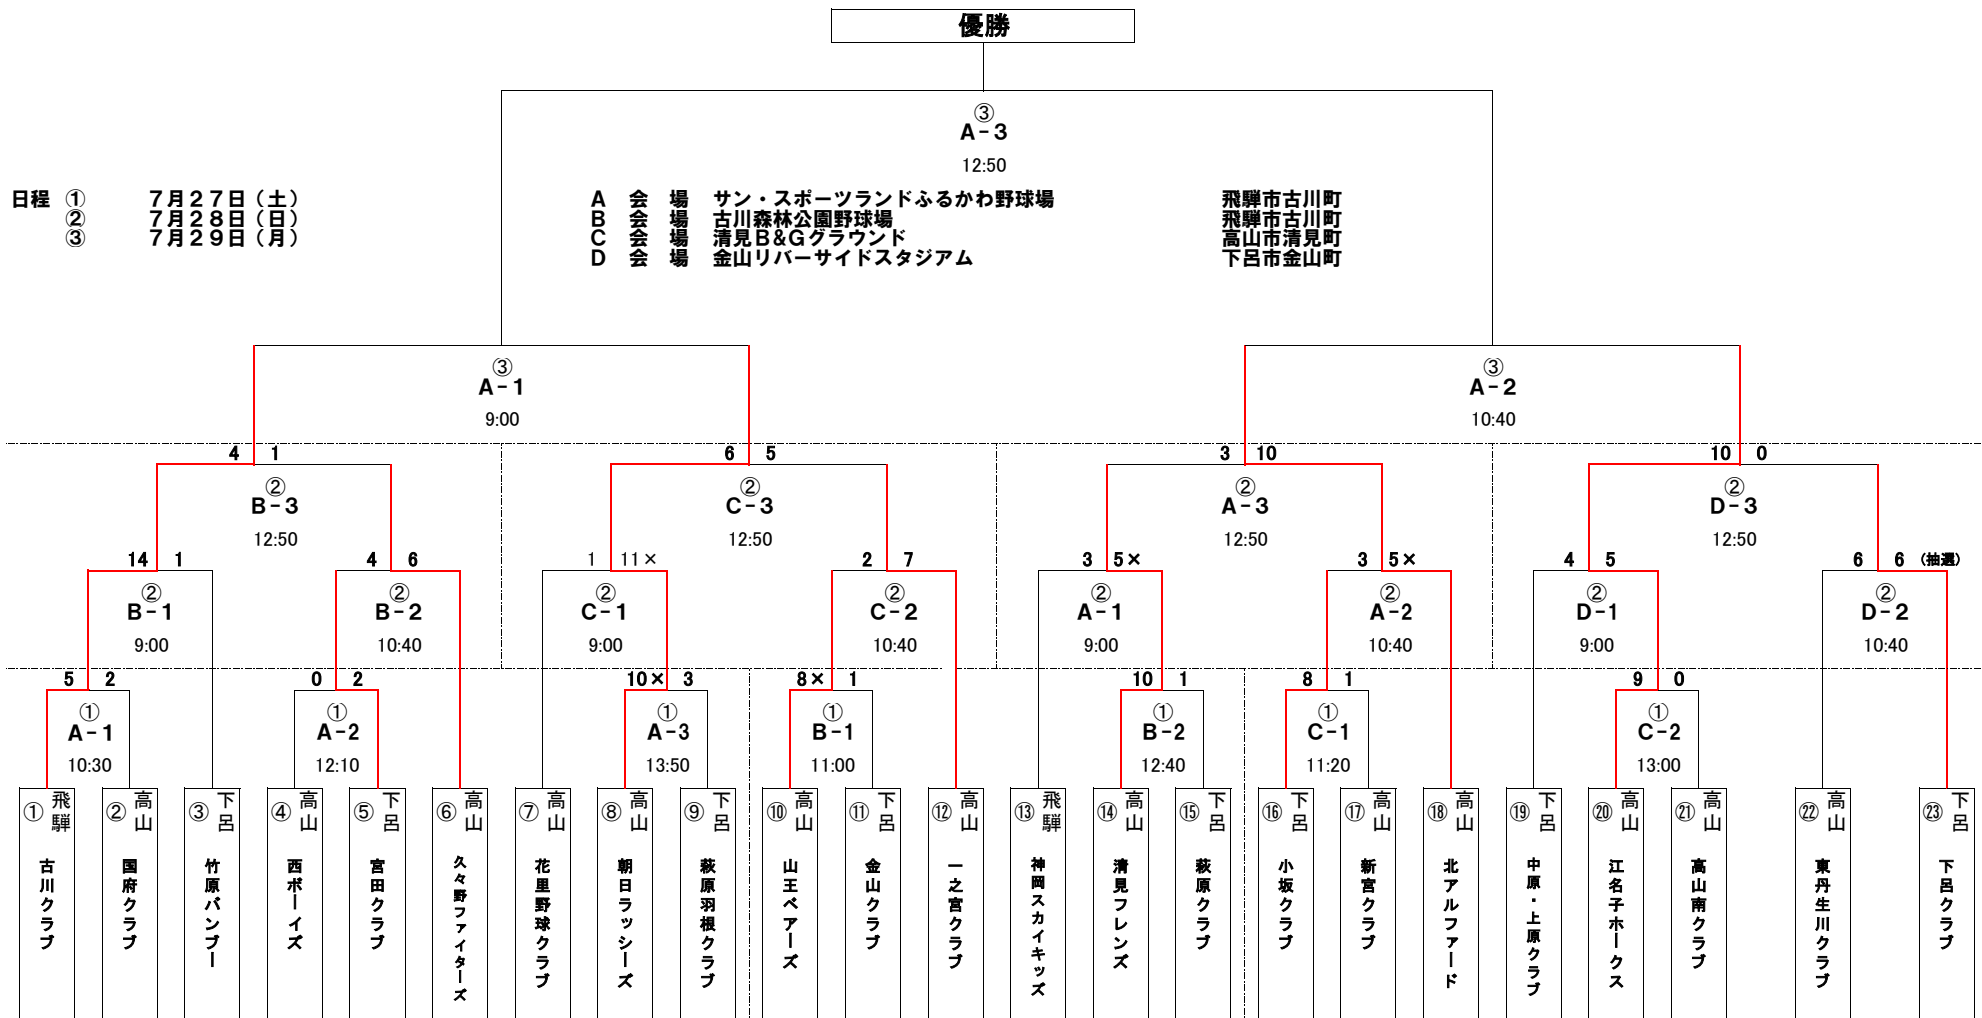 優勝
③
A-3
12:50
日程 ① 7月27日(土)
② 7月28日(日)
③ 7月29日(月)
A 会 場 サン・スポーツランドふるかわ野球場 飛騨市古川町
B 会 場 古川森林公園野球場 飛騨市古川町
C 会 場 清見B&Gグラウンド 高山市清見町
D 会 場 金山リバーサイドスタジアム 下呂市金山町
③ ③
A-1 A-2
9:00 10:40
4 1 6 5 3 10 10 0
② ② ② ②
B-3 C-3 A-3 D-3
12:50 12:50 12:50 12:50
14 1 4 6 1 11× 2 7 3 5× 3 5× 4 5 6 6 (抽選)
② ② ② ② ② ② ② ②
B-1 B-2 C-1 C-2 A-1 A-2 D-1 D-2
9:00 10:40 9:00 10:40 9:00 10:40 9:00 10:40
5 2 0 2 10× 3 8× 1 10 1 8 1 9 0
① ① ① ① ① ① ①
A-1 A-2 A-3 B-1 B-2 C-1 C-2
10:30 12:10 13:50 11:00 12:40 11:20 13:00
① 飛騨 古川クラブ
② 高山 国府クラブ
③ 下呂 竹原バンブー
④ 高山 西ボーイズ
⑤ 下呂 宮田クラブ
⑥ 高山 久々野ファイターズ
⑦ 高山 花里野球クラブ
⑧ 高山 朝日ラッシーズ
⑨ 下呂 萩原羽根クラブ
⑩ 高山 山王ベアーズ
⑪ 下呂 金山クラブ
⑫ 高山 一之宮クラブ
⑬ 飛騨 神岡スカイキッズ
⑭ 高山 清見フレンズ
⑮ 下呂 萩原クラブ
⑯ 下呂 小坂クラブ
⑰ 高山 新宮クラブ
⑱ 高山 北アルファード
⑲ 下呂 中原・上原クラブ
⑳ 高山 江名子ホークス
㉑ 高山 高山南クラブ
㉒ 高山 東丹生川クラブ
㉓ 下呂 下呂クラブ